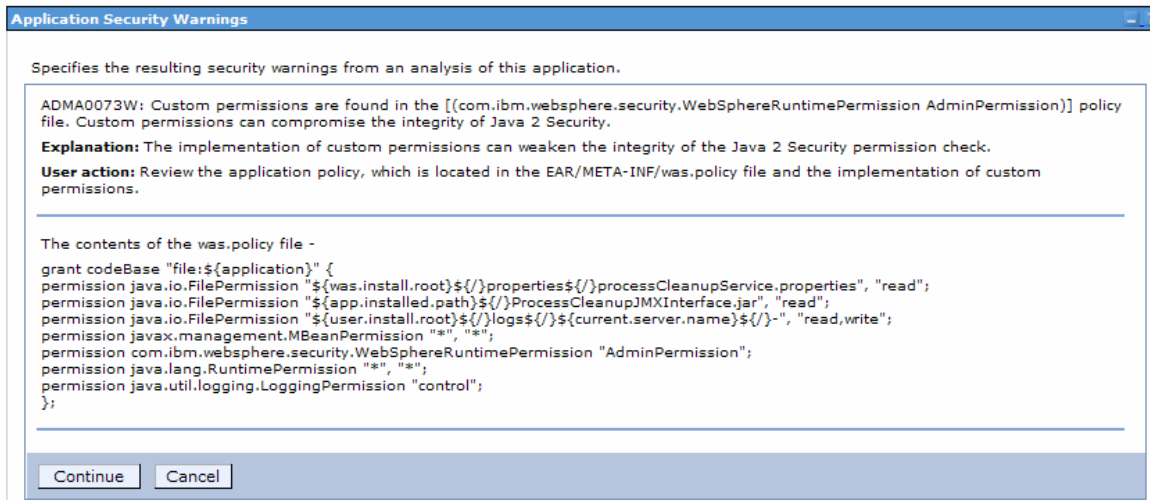 Application Security Warnings
Specifies the resulting security warnings from an analysis of this application.
ADMA0073W: Custom permissions are found in the [(com.ibm.websphere.security.WebSphereRuntimePermission AdminPermission)] policy
file. Custom permissions can compromise the integrity of Java 2 Security.
Explanation: The implementation of custom permissions can weaken the integrity of the Java 2 Security permission check.
User action: Review the application policy, which is located in the EAR/META-INF/was.policy file and the implementation of custom
permissions.
The contents of the was.policy file -
grant codeBase "file:${application}" {
permission java.io.FilePermission "${was.install.root}${/}properties${/}processCleanupService.properties", "read";
permission java.io.FilePermission "${app.installed.path}${/}ProcessCleanupJMXInterface.jar", "read";
permission java.io.FilePermission "${user.install.root}${/}logs${/}${current.server.name}${/}-", "read,write";
permission javax.management.MBeanPermission "*", "*";
permission com.ibm.websphere.security.WebSphereRuntimePermission "AdminPermission";
permission java.lang.RuntimePermission "*", "*";
permission java.util.logging.LoggingPermission "control";
};
Continue Cancel